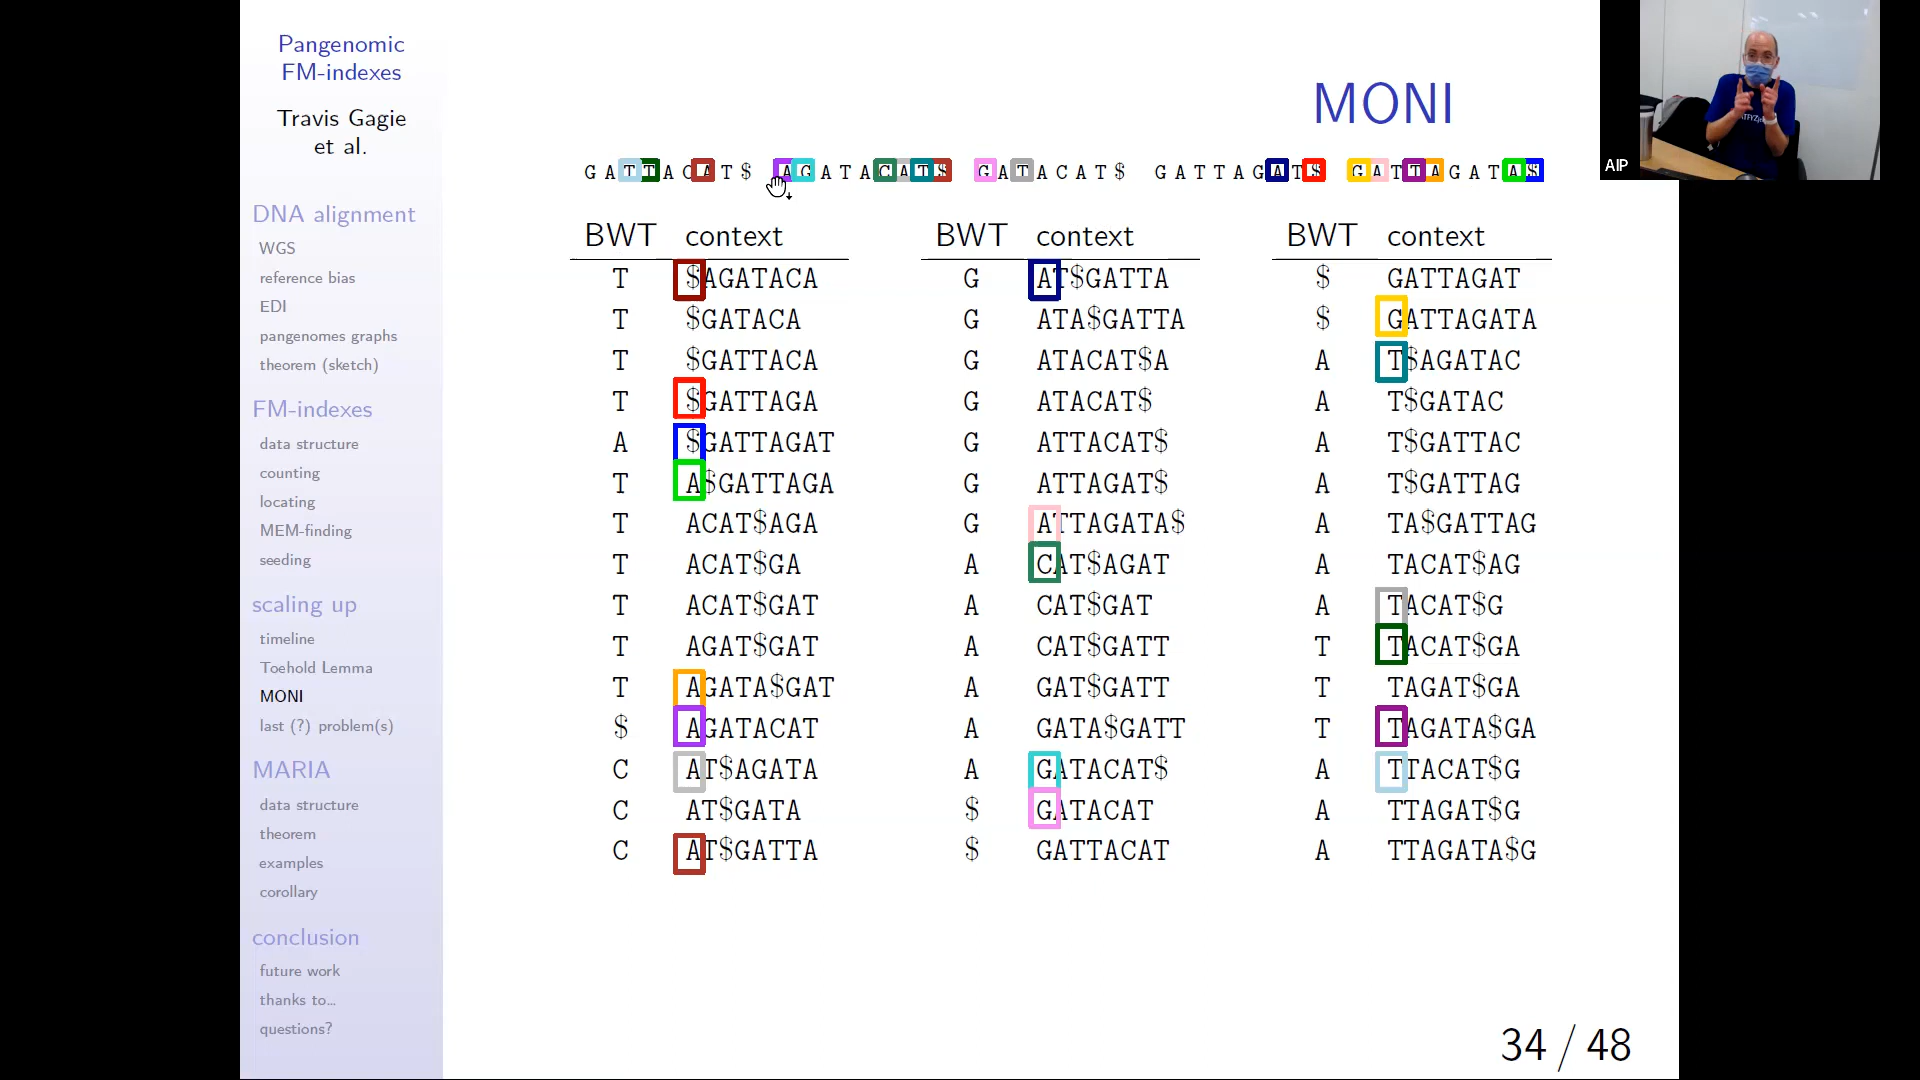 Pangenomic
FM-indexes
Travis Gagie
et al.
DNA alignment
WGS
reference bias
EDI
pangenomes graphs
theorem (sketch)
FM-indexes
data structure
counting
locating
MEM-finding
seeding
scaling up
timeline
Toehold Lemma
MONI
last (?) problem(s)
MARIA
data structure
theorem
examples
corollary
conclusion
future work
thanks to...
questions?
MONI
GATTACAT$ AGATACAT$ GATACAT$ GATTAGAT$ GATTAGATA$
BWT context
T $AGATACA
T $GATACA
T $GATTACA
T $GATTAGA
A $GATTAGAT
T A$GATTAGA
T ACAT$AGA
T ACAT$GA
T ACAT$GAT
T AGAT$GAT
T AGATA$GAT
$ AGATACAT
C AT$AGATA
C AT$GATA
C AT$GATTA
BWT context
G AT$GATTA
G ATA$GATTA
G ATACAT$A
G ATACAT$
G ATTACAT$
G ATTAGAT$
G ATTAGATA$
A CAT$AGAT
A CAT$GAT
A CAT$GATT
A GAT$GATT
A GATA$GATT
A GATACAT$
$ GATACAT
$ GATTACAT
BWT context
$ GATTAGAT
$ GATTAGATA
A T$AGATAC
A T$GATAC
A T$GATTAC
A T$GATTAG
A TA$GATTAG
A TACAT$AG
A TACAT$G
T TACAT$GA
T TAGAT$GA
T TAGATA$GA
A TTACAT$G
A TTAGAT$G
A TTAGATA$G
34 / 48
AIP